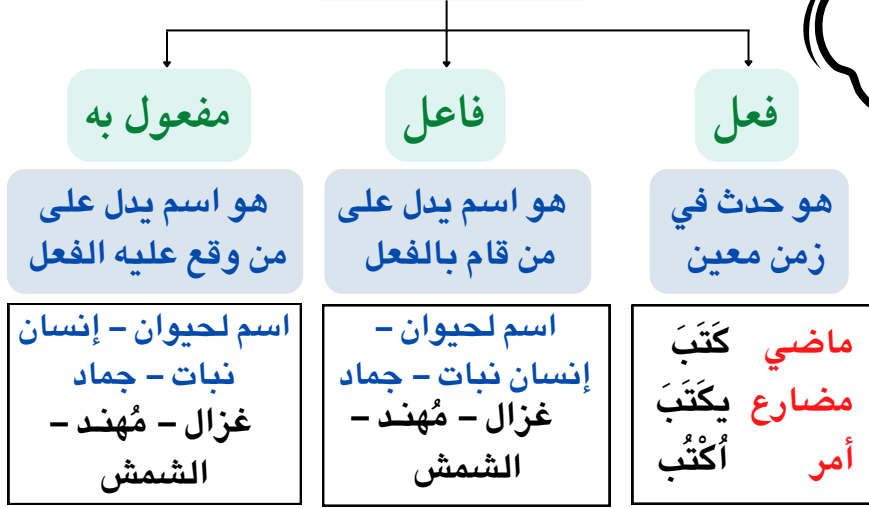 فعل
هو حدث في
زمن معين
ماضي كَتَبَ
مضارع يكَتَبَ
أمر اُكْتُب
فاعل
هو اسم يدل على
من قام بالفعل
اسم لحيوان –
إنسان نبات – جماد
غزال – مُهند –
الشمش
مفعول به
هو اسم يدل على
من وقع عليه الفعل
اسم لحيوان – إنسان
نبات – جماد
غزال – مُهند –
الشمش